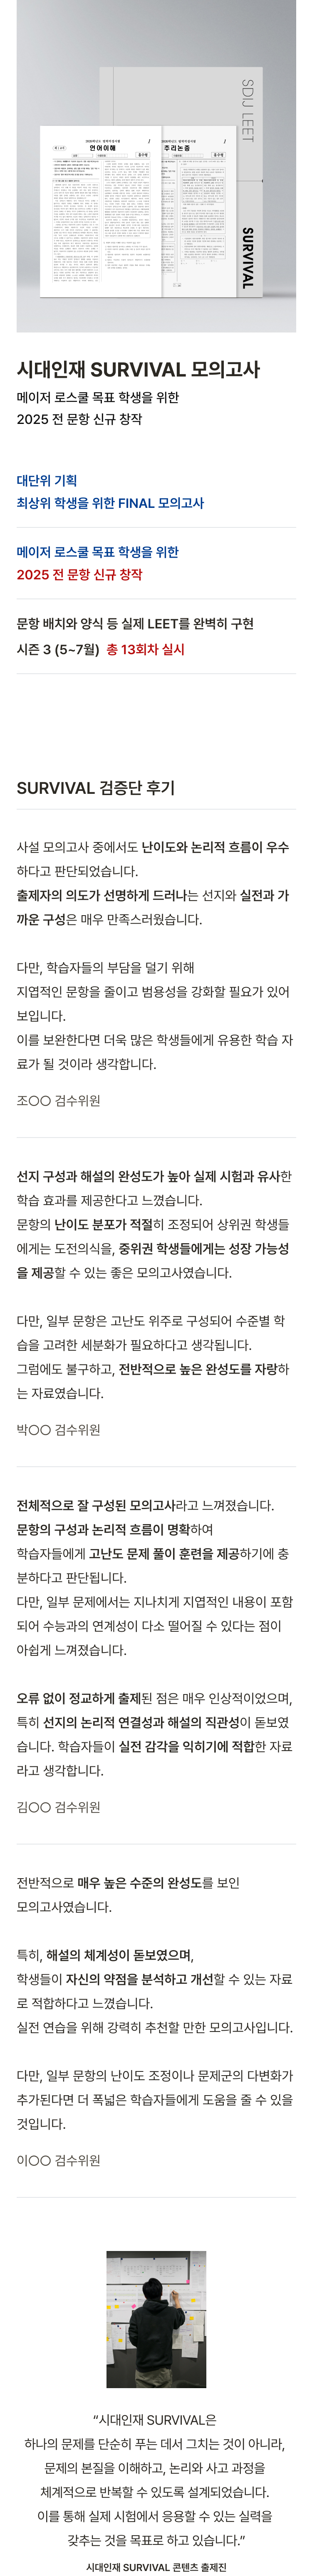 SDIJ LEET
언어이해
추리논증
SURVIVAL
시대인재 SURVIVAL 모의고사
메이저 로스쿨 목표 학생을 위한
2025 전 문항 신규 창작
대단위 기획
최상위 학생을 위한 FINAL 모의고사
메이저 로스쿨 목표 학생을 위한
2025 전 문항 신규 창작
문항 배치와 양식 등 실제 LEET를 완벽히 구현
시즌 3 (5~7월) 총 13회차 실시
SURVIVAL 검증단 후기
사설 모의고사 중에서도 난이도와 논리적 흐름이 우수
하다고 판단되었습니다.
출제자의 의도가 선명하게 드러나는 선지와 실전과 가
까운 구성은 매우 만족스러웠습니다.
다만, 학습자들의 부담을 덜기 위해
지엽적인 문항을 줄이고 범용성을 강화할 필요가 있어
보입니다.
이를 보완한다면 더욱 많은 학생들에게 유용한 학습 자
료가 될 것이라 생각합니다.
조○○ 검수위원
선지 구성과 해설의 완성도가 높아 실제 시험과 유사한
학습 효과를 제공한다고 느꼈습니다.
문항의 난이도 분포가 적절히 조정되어 상위권 학생들
에게는 도전의식을, 중위권 학생들에게는 성장 가능성
을 제공할 수 있는 좋은 모의고사였습니다.
다만, 일부 문항은 고난도 위주로 구성되어 수준별 학
습을 고려한 세분화가 필요하다고 생각됩니다.
그럼에도 불구하고, 전반적으로 높은 완성도를 자랑하
는 자료였습니다.
박○○ 검수위원
전체적으로 잘 구성된 모의고사라고 느껴졌습니다.
문항의 구성과 논리적 흐름이 명확하여
학습자들에게 고난도 문제 풀이 훈련을 제공하기에 충
분하다고 판단됩니다.
다만, 일부 문제에서는 지나치게 지엽적인 내용이 포함
되어 수능과의 연계성이 다소 떨어질 수 있다는 점이
아쉽게 느껴졌습니다.
오류 없이 정교하게 출제된 점은 매우 인상적이었으며,
특히 선지의 논리적 연결성과 해설의 직관성이 돋보였
습니다. 학습자들이 실전 감각을 익히기에 적합한 자료
라고 생각합니다.
김○○ 검수위원
전반적으로 매우 높은 수준의 완성도를 보인
모의고사였습니다.
특히, 해설의 체계성이 돋보였으며,
학생들이 자신의 약점을 분석하고 개선할 수 있는 자료
로 적합하다고 느꼈습니다.
실전 연습을 위해 강력히 추천할 만한 모의고사입니다.
다만, 일부 문항의 난이도 조정이나 문제군의 다변화가
추가된다면 더 폭넓은 학습자들에게 도움을 줄 수 있을
것입니다.
이○○ 검수위원
“시대인재 SURVIVAL은
하나의 문제를 단순히 푸는 데서 그치는 것이 아니라,
문제의 본질을 이해하고, 논리와 사고 과정을
체계적으로 반복할 수 있도록 설계되었습니다.
이를 통해 실제 시험에서 응용할 수 있는 실력을
갖추는 것을 목표로 하고 있습니다.”
시대인재 SURVIVAL 콘텐츠 출제진